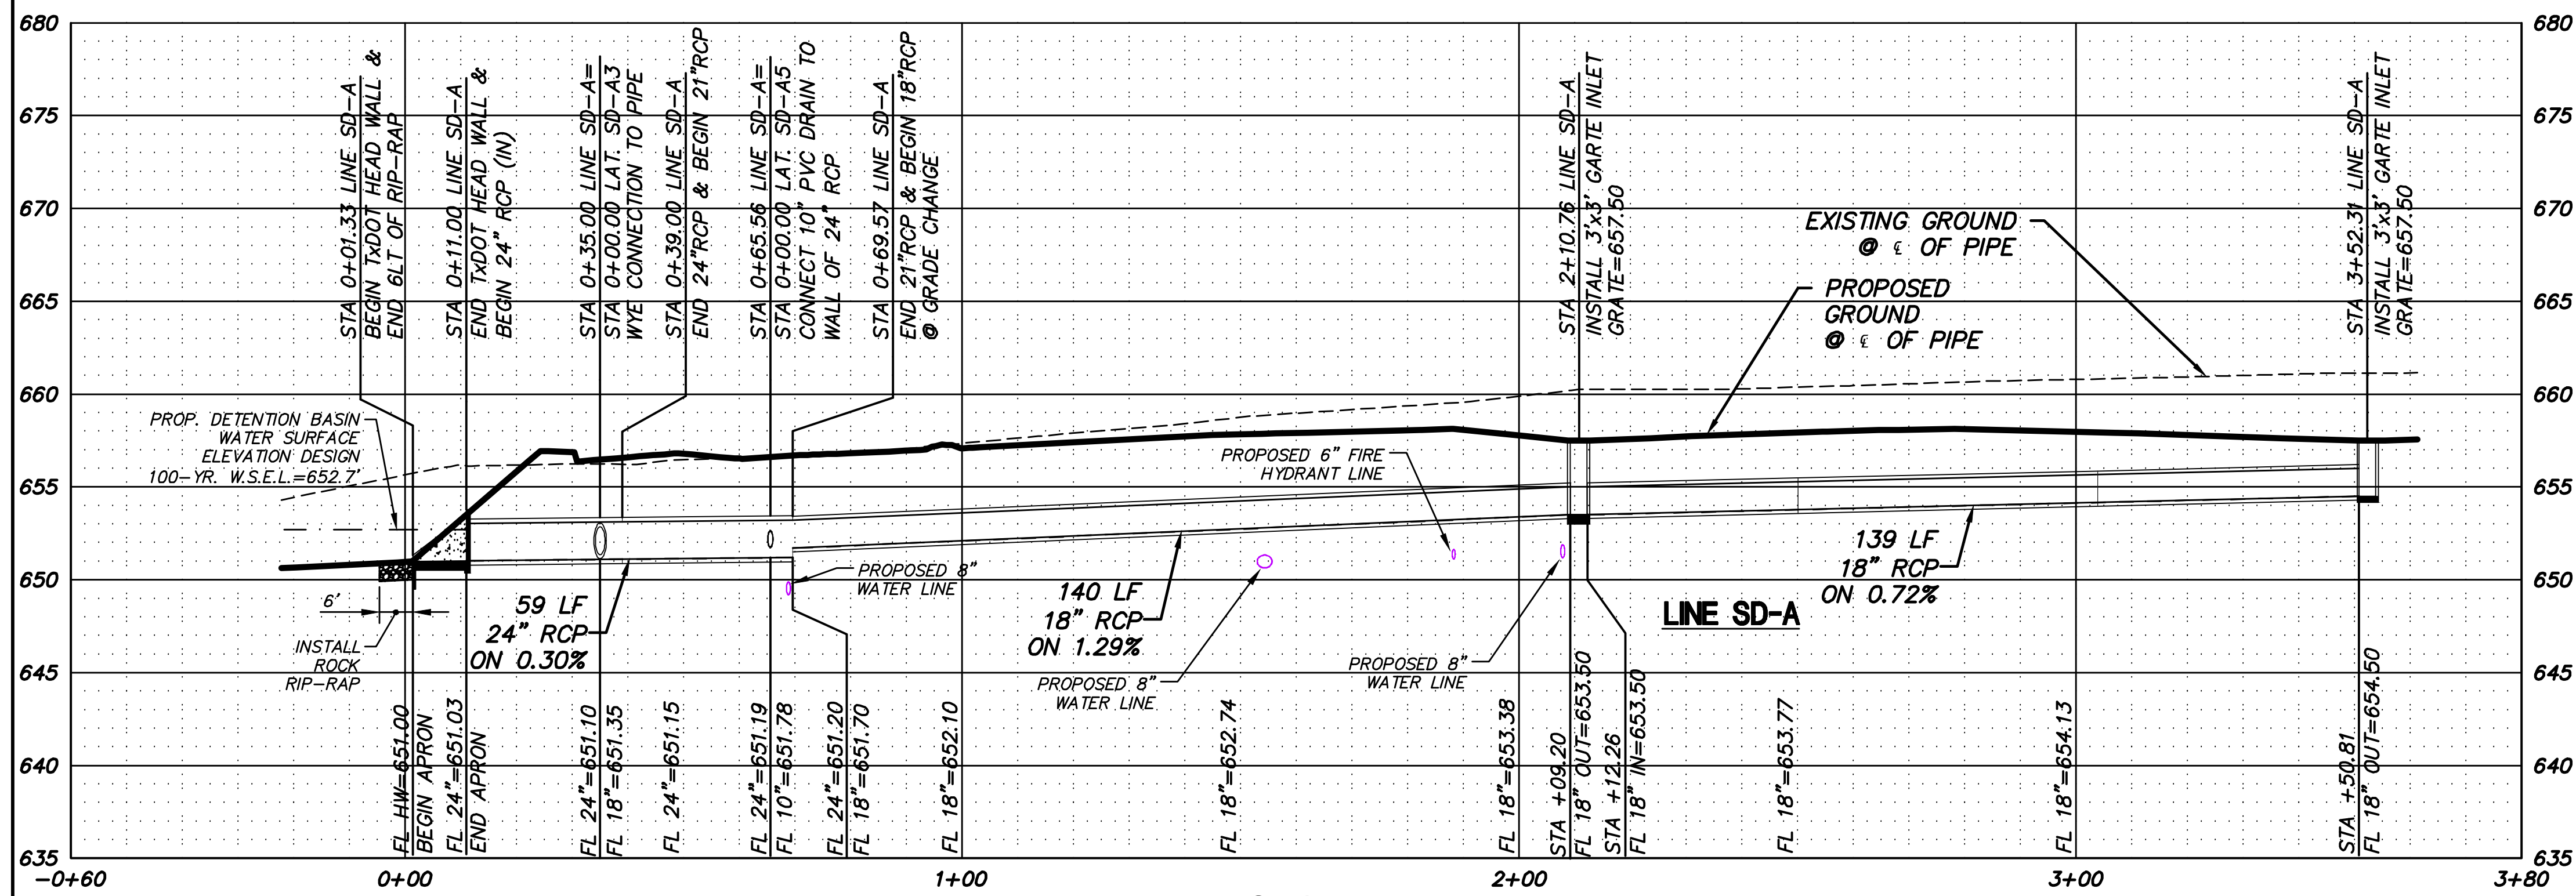 680
675
670
665
660
655
650
645
640
635
680
675
670
665
660
655
650
645
640
635
STA 0+01.33 LINE SD-A
BEGIN TxDOT HEAD WALL &
END 6LT OF RIP-RAP
STA 0+11.00 LINE SD-A
END TxDOT HEAD WALL &
BEGIN 24" RCP (IN)
STA 0+35.00 LINE SD-A=
STA 0+00.00 LAT. SD-A3
WYE CONNECTION TO PIPE
STA 0+39.00 LINE SD-A
END 24"RCP & BEGIN 21"RCP
STA 0+65.56 LINE SD-A=
STA 0+00.00 LAT. SD-A5
CONNECT 10" PVC DRAIN TO
WALL OF 24" RCP
STA 0+69.57 LINE SD-A
END 21"RCP & BEGIN 18"RCP
@ GRADE CHANGE
STA 2+10.76 LINE SD-A
INSTALL 3'x3' GARTE INLET
GRATE=657.50
STA 3+52.31 LINE SD-A
INSTALL 3'x3' GARTE INLET
GRATE=657.50
EXISTING GROUND
@ ℄ OF PIPE
PROPOSED
GROUND
@ ℄ OF PIPE
PROP. DETENTION BASIN
WATER SURFACE
ELEVATION DESIGN
100-YR. W.S.E.L.=652.7'
PROPOSED 6" FIRE
HYDRANT LINE
6'
INSTALL
ROCK
RIP-RAP
59 LF
24" RCP
ON 0.30%
PROPOSED 8"
WATER LINE
140 LF
18" RCP
ON 1.29%
PROPOSED 8"
WATER LINE
PROPOSED 8"
WATER LINE
139 LF
18" RCP
ON 0.72%
LINE SD-A
FL HW=651.00
BEGIN APRON
FL 24"=651.03
END APRON
FL 24"=651.10
FL 18"=651.35
FL 24"=651.15
FL 24"=651.19
FL 10"=651.78
FL 24"=651.20
FL 18"=651.70
FL 18"=652.10
FL 18"=652.74
FL 18"=653.38
STA +09.20
FL 18" OUT=653.50
STA +12.26
FL 18" IN=653.50
FL 18"=653.77
FL 18"=654.13
STA +50.81
FL 18" OUT=654.50
-0+60
0+00
1+00
2+00
3+00
3+80